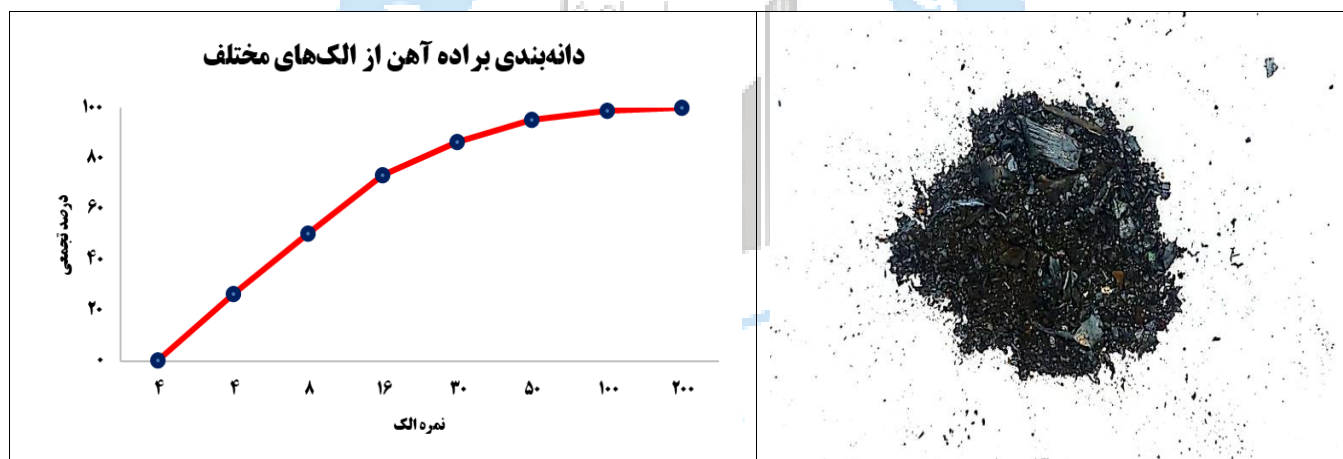 دانه‌بندی براده آهن از الک‌های مختلف
درصد تجمعی
۱۰۰
۸۰
۶۰
۴۰
۲۰
۰
۴ ۴ ۸ ۱۶ ۳۰ ۵۰ ۱۰۰ ۲۰۰
نمره الک